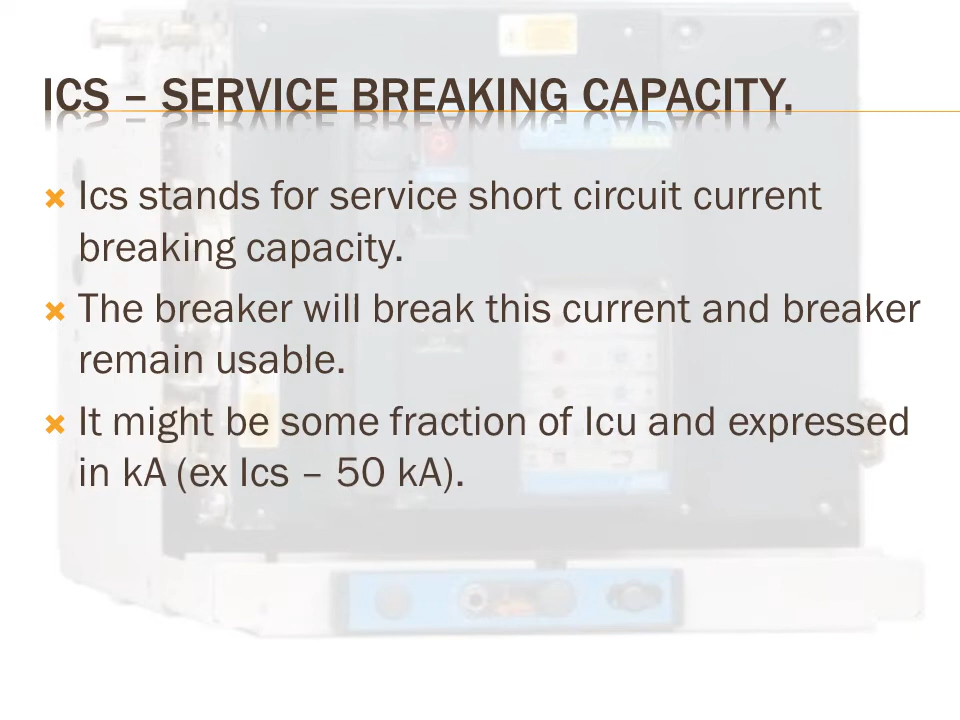 ICS – SERVICE BREAKING CAPACITY.
Ics stands for service short circuit current
breaking capacity.
The breaker will break this current and breaker
remain usable.
It might be some fraction of Icu and expressed
in kA (ex Ics – 50 kA).